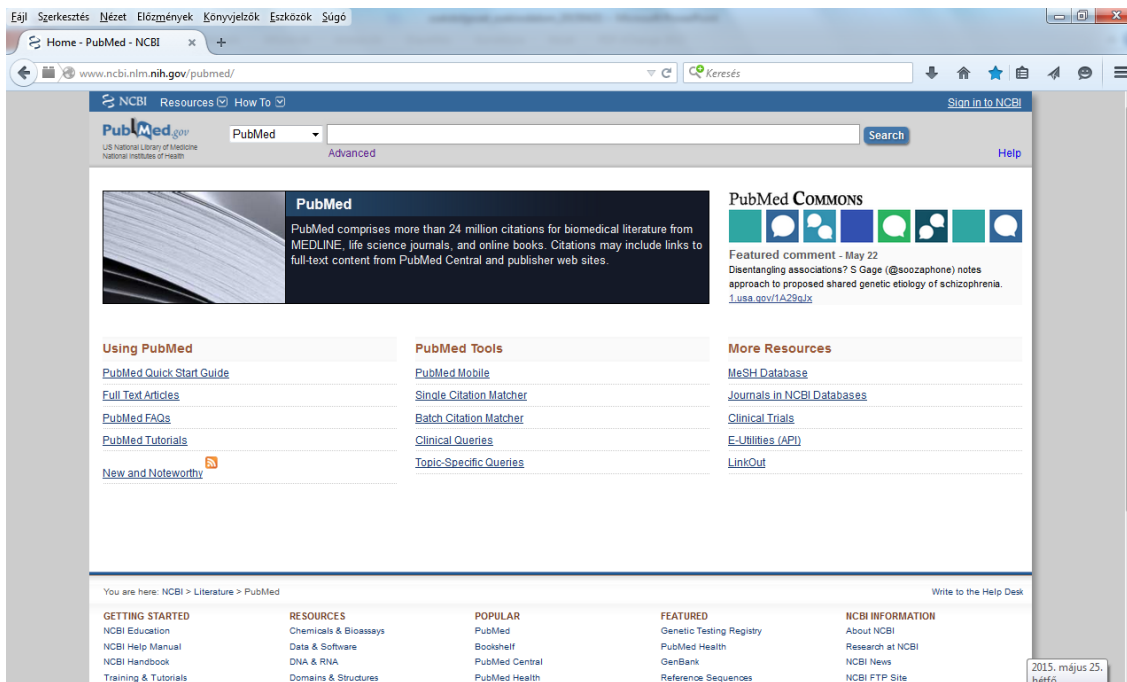 Fájl Szerkesztés Nézet Előzmények Könyvjelzők Eszközök Súgó
Home - PubMed - NCBI
www.ncbi.nlm.nih.gov/pubmed/
Keresés
NCBI Resources How To Sign in to NCBI
PubMed.gov
US National Library of Medicine
National Institutes of Health
PubMed
Search
Advanced
Help
PubMed
PubMed comprises more than 24 million citations for biomedical literature from
MEDLINE, life science journals, and online books. Citations may include links to
full-text content from PubMed Central and publisher web sites.
PubMed COMMONS
Featured comment - May 22
Disentangling associations? S Gage (@soozaphone) notes
approach to proposed shared genetic etiology of schizophrenia.
1.usa.gov/1A29qJx
Using PubMed
PubMed Quick Start Guide
Full Text Articles
PubMed FAQs
PubMed Tutorials
New and Noteworthy
PubMed Tools
PubMed Mobile
Single Citation Matcher
Batch Citation Matcher
Clinical Queries
Topic-Specific Queries
More Resources
MeSH Database
Journals in NCBI Databases
Clinical Trials
E-Utilities (API)
LinkOut
You are here: NCBI > Literature > PubMed
Write to the Help Desk
GETTING STARTED
NCBI Education
NCBI Help Manual
NCBI Handbook
Training & Tutorials
RESOURCES
Chemicals & Bioassays
Data & Software
DNA & RNA
Domains & Structures
POPULAR
PubMed
Bookshelf
PubMed Central
PubMed Health
FEATURED
Genetic Testing Registry
PubMed Health
GenBank
Reference Sequences
NCBI INFORMATION
About NCBI
Research at NCBI
NCBI News
NCBI FTP Site
2015. május 25.
hétfő